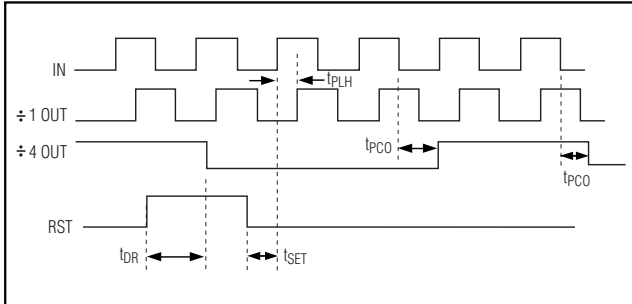 IN
tPLH
÷ 1 OUT
÷ 4 OUT
tPCO
tPCO
RST
tDR
tSET